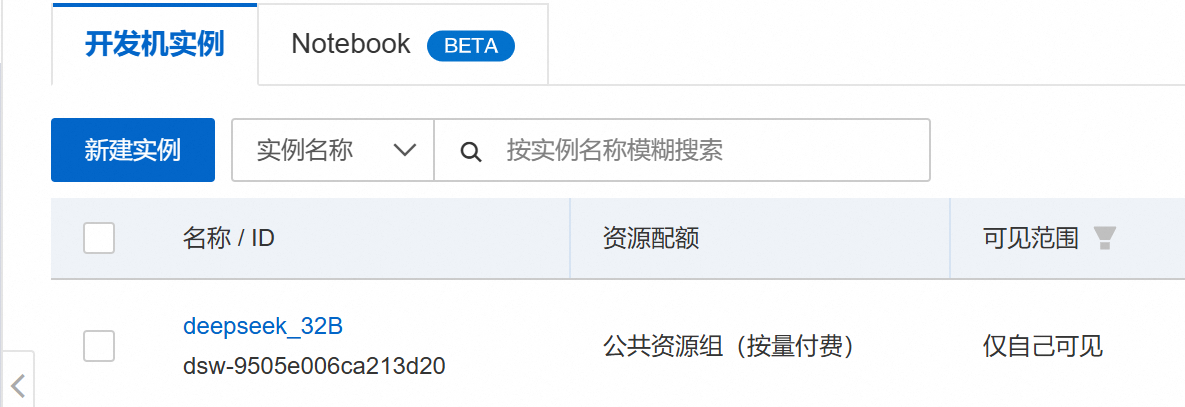 开发机实例
Notebook BETA
新建实例
实例名称
按实例名称模糊搜索
名称 / ID
资源配额
可见范围
deepseek_32B
dsw-9505e006ca213d20
公共资源组（按量付费）
仅自己可见